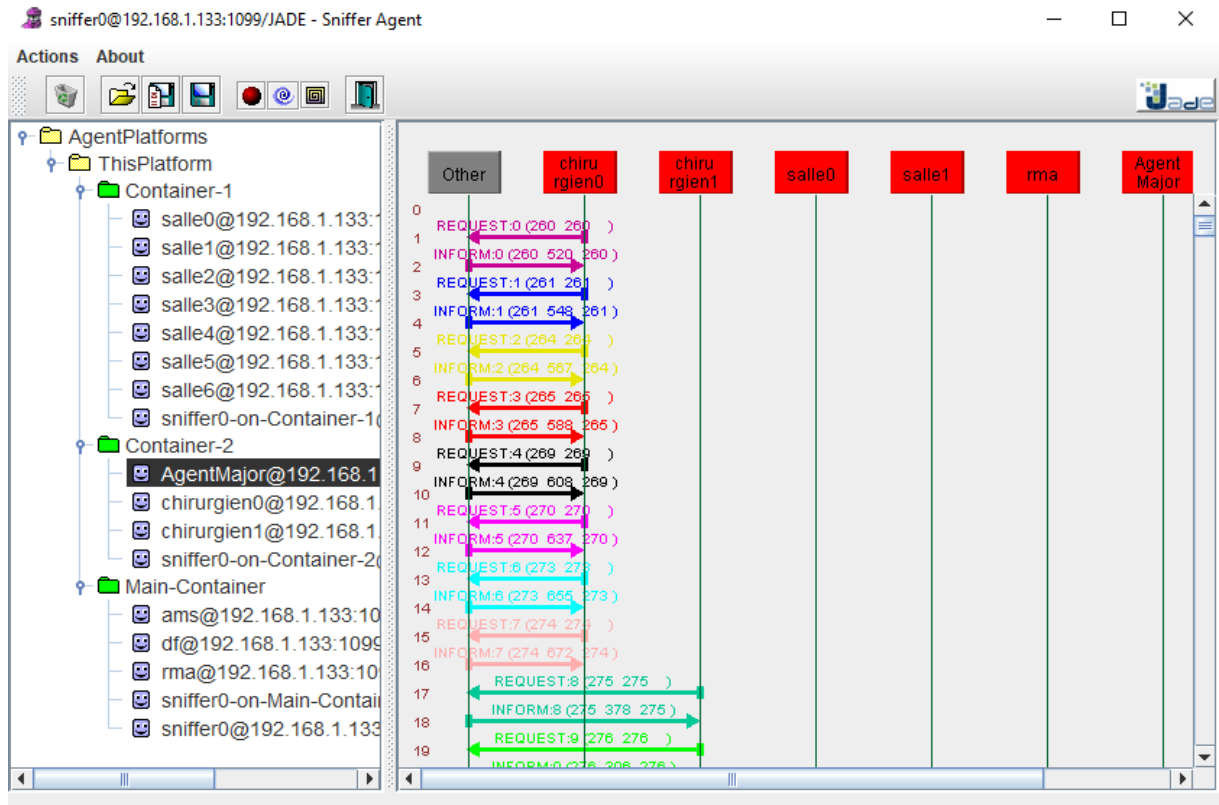 sniffer0@192.168.1.133:1099/JADE - Sniffer Agent
Actions About
Jade
AgentPlatforms
ThisPlatform
Container-1
salle0@192.168.1.133:1
salle1@192.168.1.133:1
salle2@192.168.1.133:1
salle3@192.168.1.133:1
salle4@192.168.1.133:1
salle5@192.168.1.133:1
salle6@192.168.1.133:1
sniffer0-on-Container-1@
Container-2
AgentMajor@192.168.1
chirurgien0@192.168.1.
chirurgien1@192.168.1.
sniffer0-on-Container-2@
Main-Container
ams@192.168.1.133:10
df@192.168.1.133:1099
rma@192.168.1.133:10
sniffer0-on-Main-Contai
sniffer0@192.168.1.133
Other
chiru
rgien0
chiru
rgien1
salle0
salle1
rma
Agent
Major
0
REQUEST:0 (260 260 )
1
INFORM:0 (260 520 260 )
2
REQUEST:1 (261 261 )
3
INFORM:1 (261 548 261 )
4
REQUEST:2 (264 264 )
5
INFORM:2 (264 567 264 )
6
REQUEST:3 (265 265 )
7
INFORM:3 (265 588 265 )
8
REQUEST:4 (269 269 )
9
INFORM:4 (269 608 269 )
10
REQUEST:5 (270 270 )
11
INFORM:5 (270 637 270 )
12
REQUEST:6 (273 273 )
13
INFORM:6 (273 655 273 )
14
REQUEST:7 (274 274 )
15
INFORM:7 (274 672 274 )
16
REQUEST:8 (275 275 )
17
INFORM:8 (275 378 275 )
18
REQUEST:9 (276 276 )
19
INFORM:9 (276 306 276 )